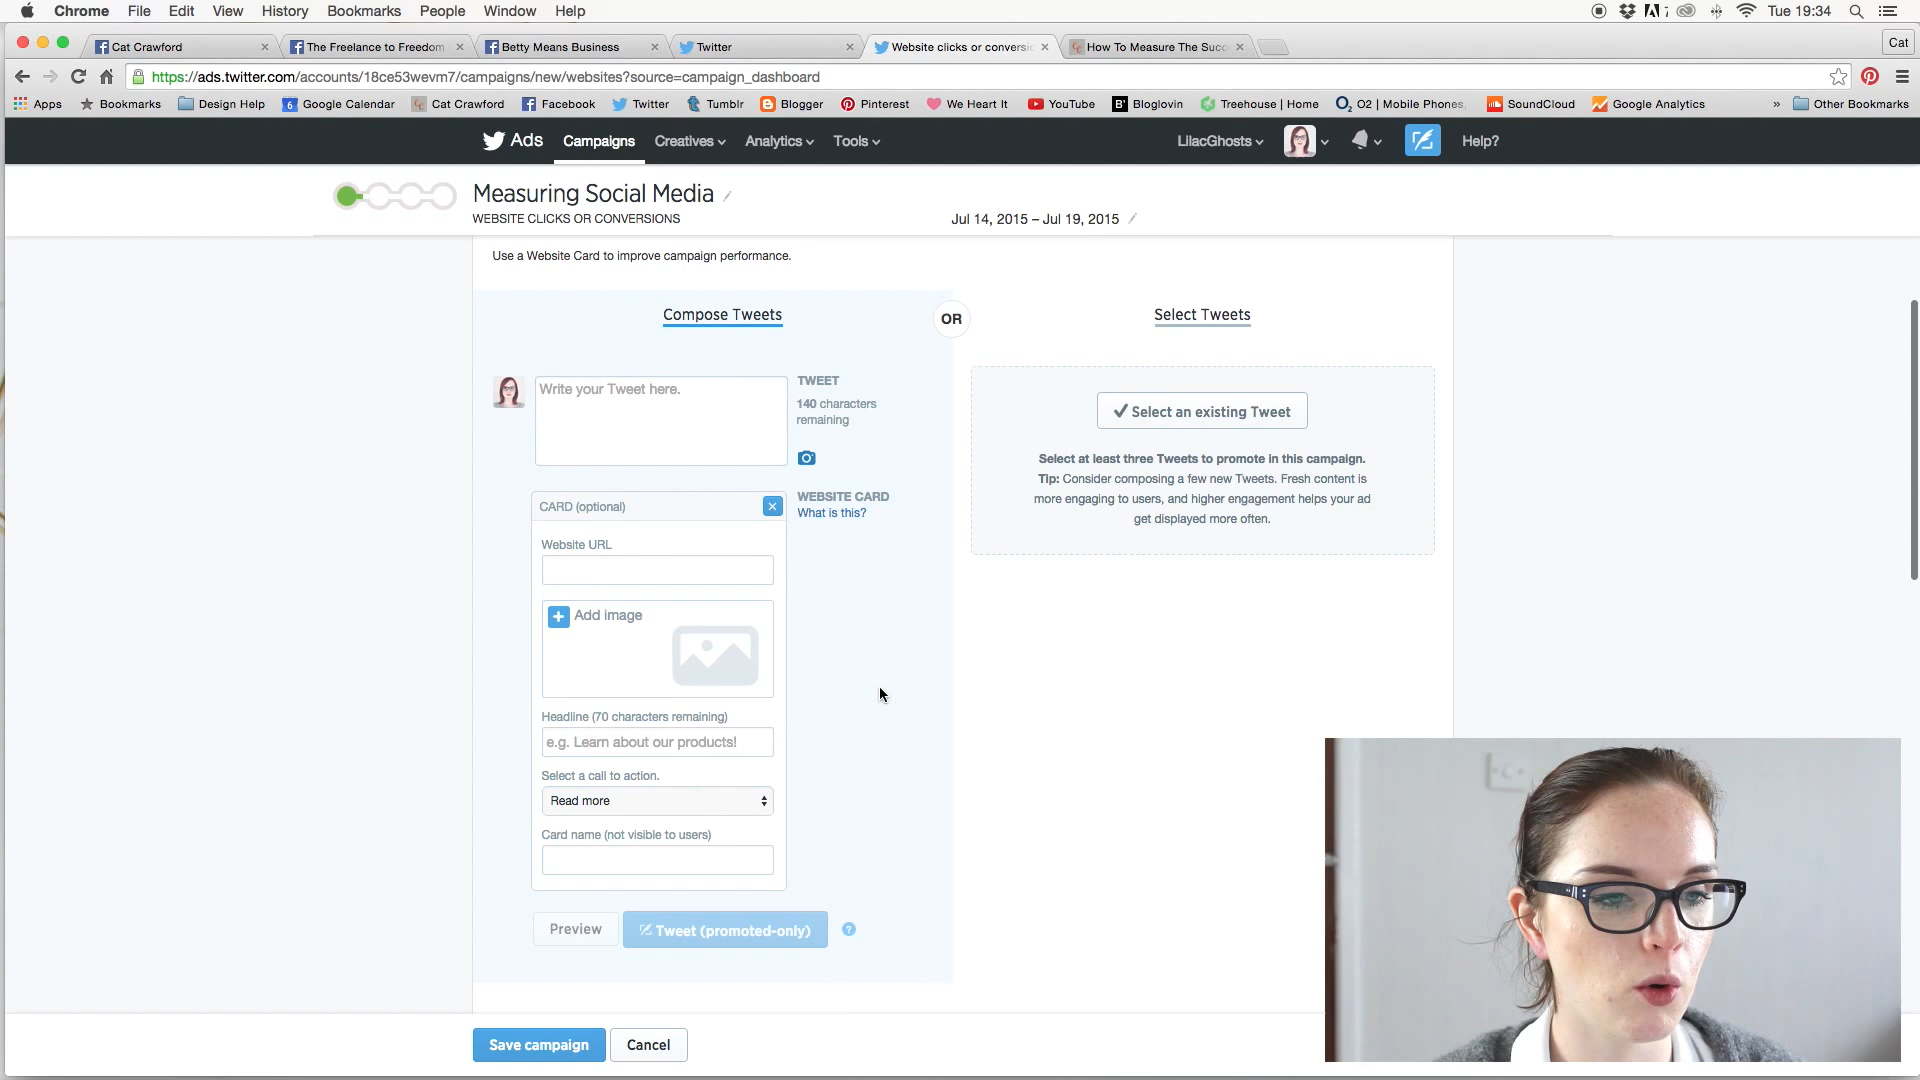 Chrome File Edit View History Bookmarks People Window Help
7 Tue 19:34
Cat Crawford
The Freelance to Freedom
Betty Means Business
Twitter
Website clicks or conversi
How To Measure The Suc
Cat
https://ads.twitter.com/accounts/18ce53wevm7/campaigns/new/websites?source=campaign_dashboard
Apps Bookmarks Design Help 6 Google Calendar Cat Crawford Facebook Twitter Tumblr Blogger Pinterest We Heart It YouTube Bloglovin Treehouse | Home O2 | Mobile Phones, SoundCloud Google Analytics » Other Bookmarks
Ads Campaigns Creatives Analytics Tools LilacGhosts Help?
Measuring Social Media
WEBSITE CLICKS OR CONVERSIONS
Jul 14, 2015 – Jul 19, 2015
Use a Website Card to improve campaign performance.
Compose Tweets
OR
Select Tweets
Write your Tweet here.
TWEET
140 characters
remaining
Select an existing Tweet
Select at least three Tweets to promote in this campaign.
Tip: Consider composing a few new Tweets. Fresh content is
more engaging to users, and higher engagement helps your ad
get displayed more often.
CARD (optional)
WEBSITE CARD
What is this?
Website URL
Add image
Headline (70 characters remaining)
e.g. Learn about our products!
Select a call to action.
Read more
Card name (not visible to users)
Preview
Tweet (promoted-only)
?
Save campaign
Cancel